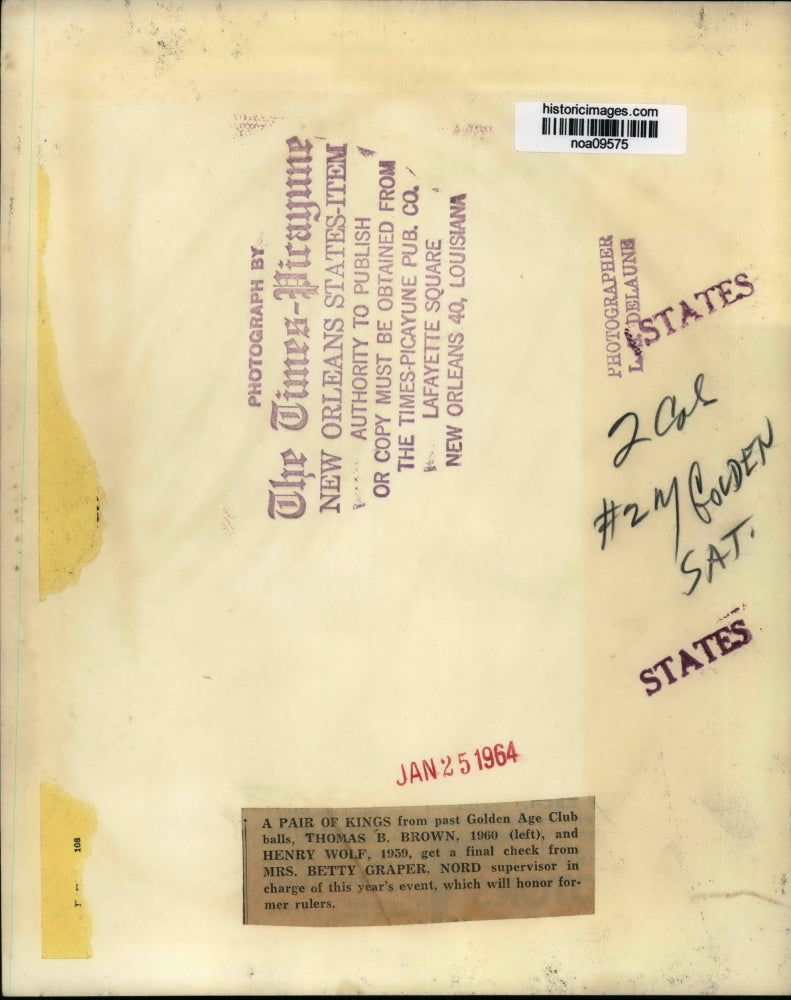 historicimages.com
noa09575
PHOTOGRAPH BY
The Times-Picayune
NEW ORLEANS STATES-ITEM
AUTHORITY TO PUBLISH
OR COPY MUST BE OBTAINED FROM
THE TIMES-PICAYUNE PUB. CO.
LAFAYETTE SQUARE
NEW ORLEANS 40, LOUISIANA
PHOTOGRAPHER
DELAUNE
STATES
2 Col
#24 GOLDEN
SAT.
STATES
JAN 25 1964
A PAIR OF KINGS from past Golden Age Club
balls, THOMAS B. BROWN, 1960 (left), and
HENRY WOLF, 1959, get a final check from
MRS. BETTY GRAPER, NORD supervisor in
charge of this year's event, which will honor for-
mer rulers.
108